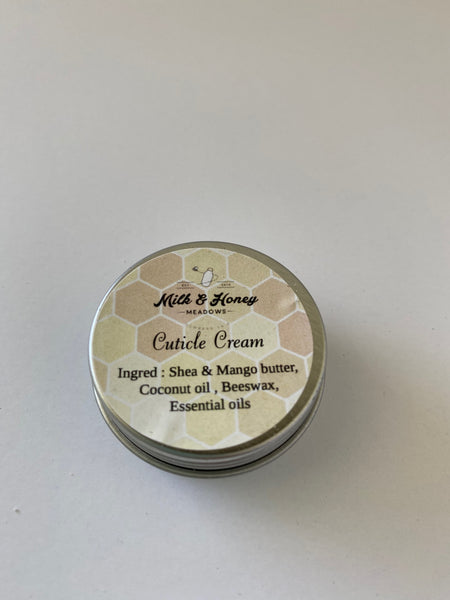 Milk & Honey
MEADOWS
Cuticle Cream
Ingred : Shea & Mango butter,
Coconut oil , Beeswax,
Essential oils